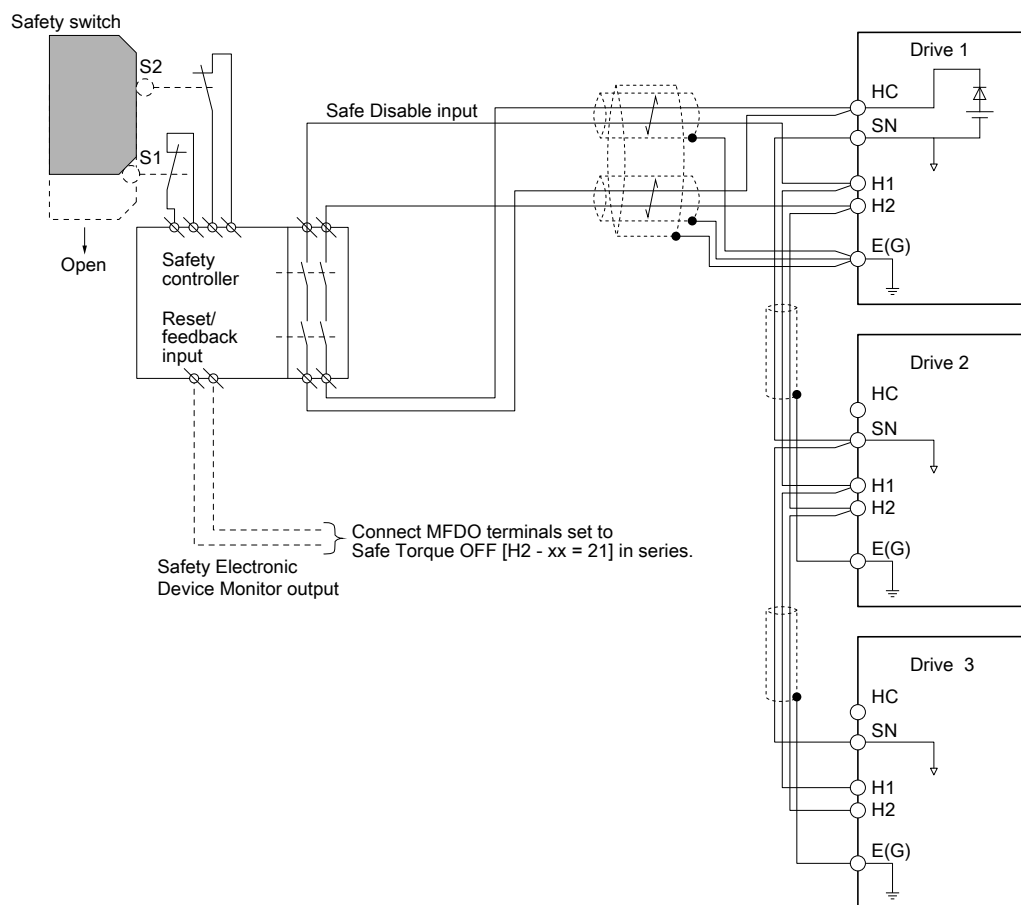 Safety switch
S2
S1
Open
Safety
controller
Reset/
feedback
input
Safe Disable input
Connect MFDO terminals set to
Safe Torque OFF [H2 - xx = 21] in series.
Safety Electronic
Device Monitor output
Drive 1
HC
SN
H1
H2
E(G)
Drive 2
HC
SN
H1
H2
E(G)
Drive 3
HC
SN
H1
H2
E(G)